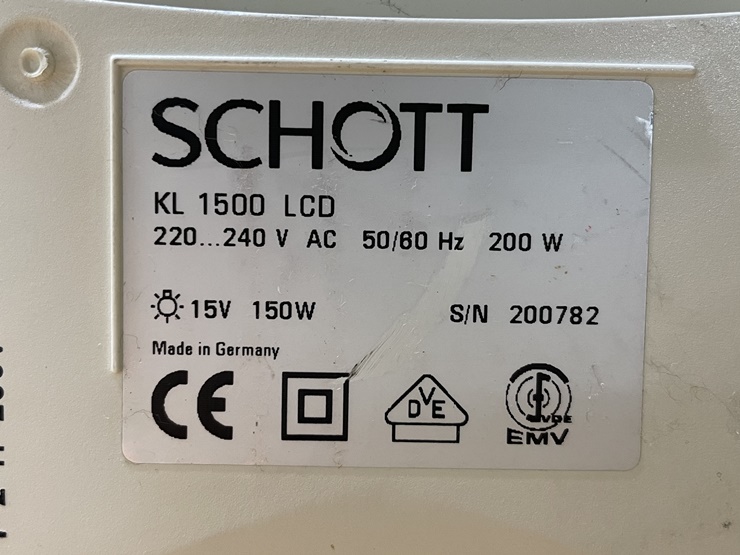 SCHOTT
KL 1500 LCD
220...240 V AC 50/60 Hz 200 W
15V 150W S/N 200782
Made in Germany
CE DVE VDE
EMV